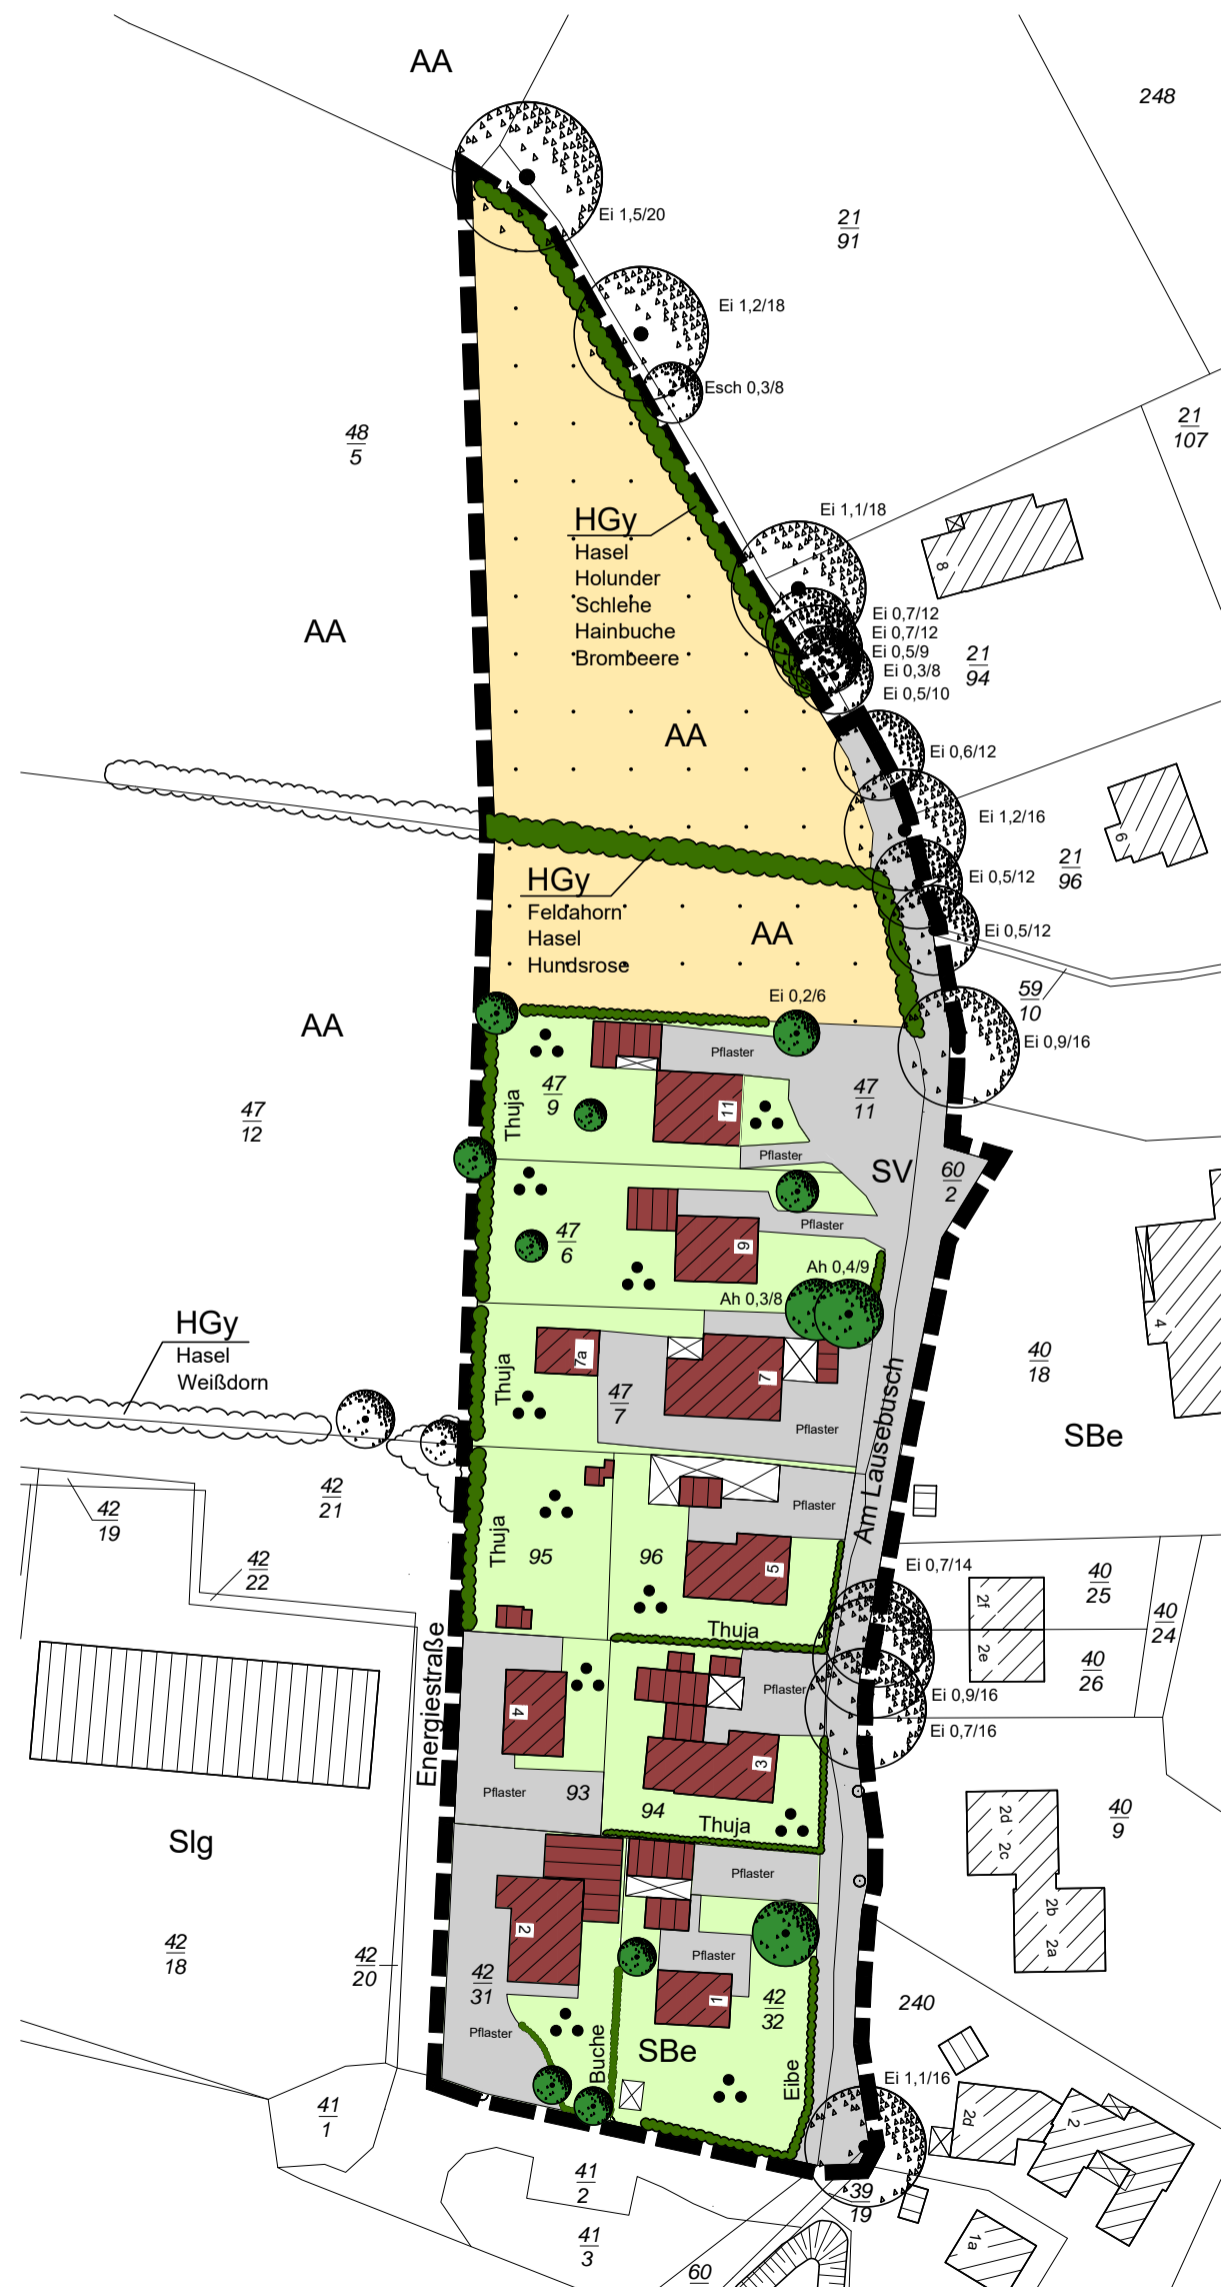 AA
248
Ei 1,5/20
21
91
Ei 1,2/18
Esch 0,3/8
21
107
48
5
Ei 1,1/18
HGy
Hasel
Holunder
Schlehe
Hainbuche
Brombeere
8
Ei 0,7/12
Ei 0,7/12
Ei 0,5/9
Ei 0,3/8
Ei 0,5/10
21
94
AA
AA
Ei 0,6/12
Ei 1,2/16
6
21
96
Ei 0,5/12
HGy
Feldahorn
Hasel
Hundsrose
AA
Ei 0,5/12
59
10
Ei 0,2/6
AA
Ei 0,9/16
Pflaster
47
12
Thuja
47
9
11
47
11
Pflaster
SV
60
2
47
6
9
Pflaster
Ah 0,4/9
Ah 0,3/8
HGy
Hasel
Weißdorn
4
40
18
7a
Thuja
7
47
7
Am Lausebusch
Pflaster
SBe
42
19
42
21
Pflaster
Thuja
95
96
5
42
22
Ei 0,7/14
40
25
2f
2e
40
24
Thuja
40
26
Energiestraße
4
Pflaster
Ei 0,9/16
Ei 0,7/16
3
Pflaster
93
94
Thuja
2d
2c
40
9
Slg
Pflaster
2
2b
2a
42
18
42
20
42
31
Pflaster
1
42
32
240
Pflaster
Buche
SBe
Eibe
Ei 1,1/16
41
1
2d
2
41
2
39
19
41
3
1a
60